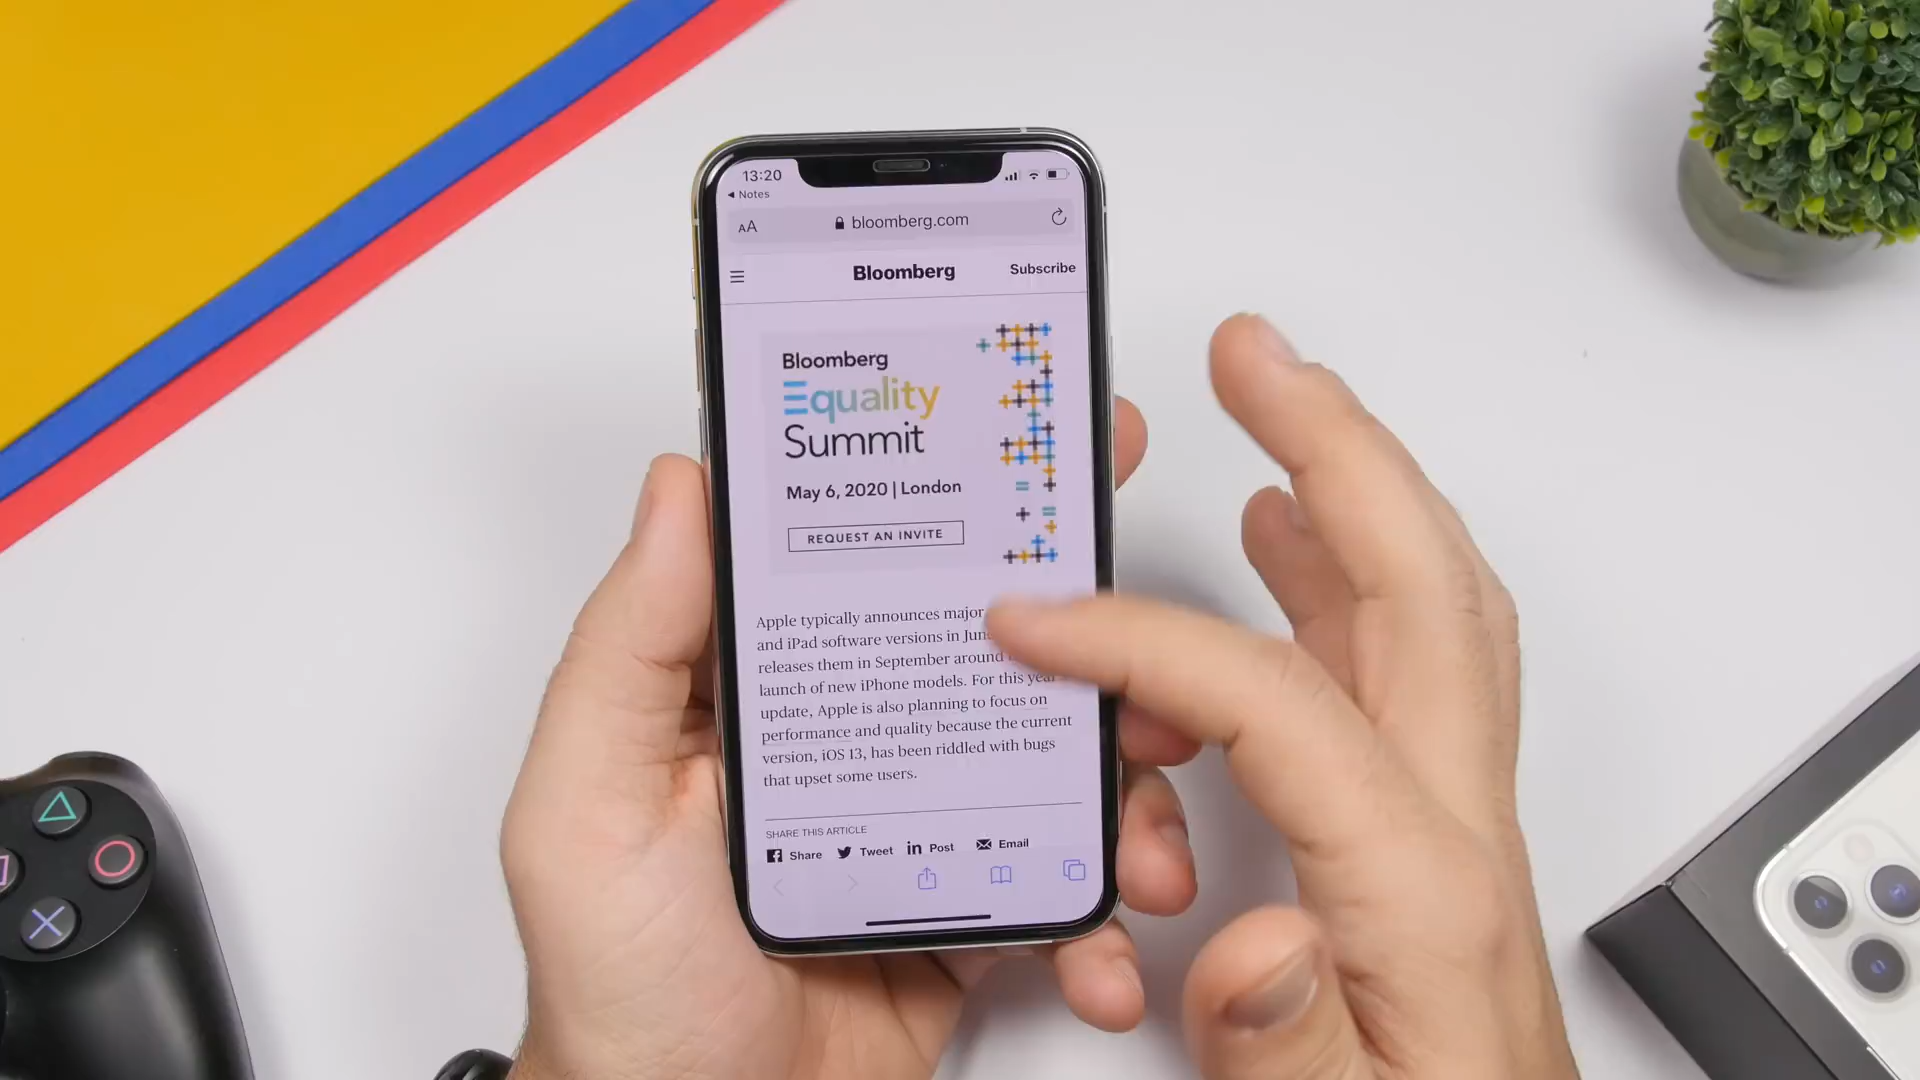 13:20
Notes
AA bloomberg.com
Bloomberg Subscribe
Bloomberg
Equality
Summit
May 6, 2020 | London
REQUEST AN INVITE
Apple typically announces major
and iPad software versions in June
releases them in September around
launch of new iPhone models. For this year
update, Apple is also planning to focus on
performance and quality because the current
version, iOS 13, has been riddled with bugs
that upset some users.
SHARE THIS ARTICLE
Share Tweet in Post Email